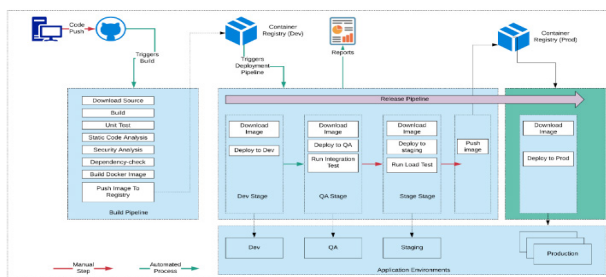 Code
Push
Triggers
Build
Container
Registry (Dev)
Triggers
Deployment
Pipeline
Reports
Container
Registry (Prod)
Release Pipeline
Download Source
Build
Unit Test
Static Code Analysis
Security Analysis
Dependency-check
Build Docker Image
Push Image To
Registry
Build Pipeline
Download
Image
Deploy to Dev
Dev Stage
Download
Image
Deploy to QA
Run Integration
Test
QA Stage
Download
Image
Deploy to
staging
Run Load Test
Stage Stage
Push
image
Download
Image
Deploy to Prod
Dev
QA
Staging
Production
Application Environments
Manual
Step
Automated
Process